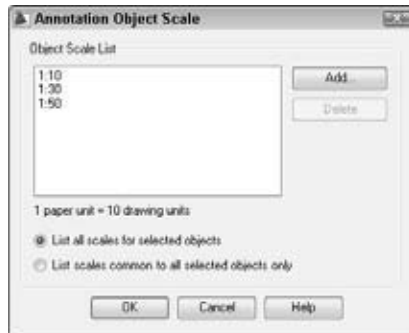 Annotation Object Scale
Object Scale List
1:10
1:30
1:50
Add...
Delete
1 paper unit = 10 drawing units
List all scales for selected objects
List scales common to all selected objects only
OK Cancel Help